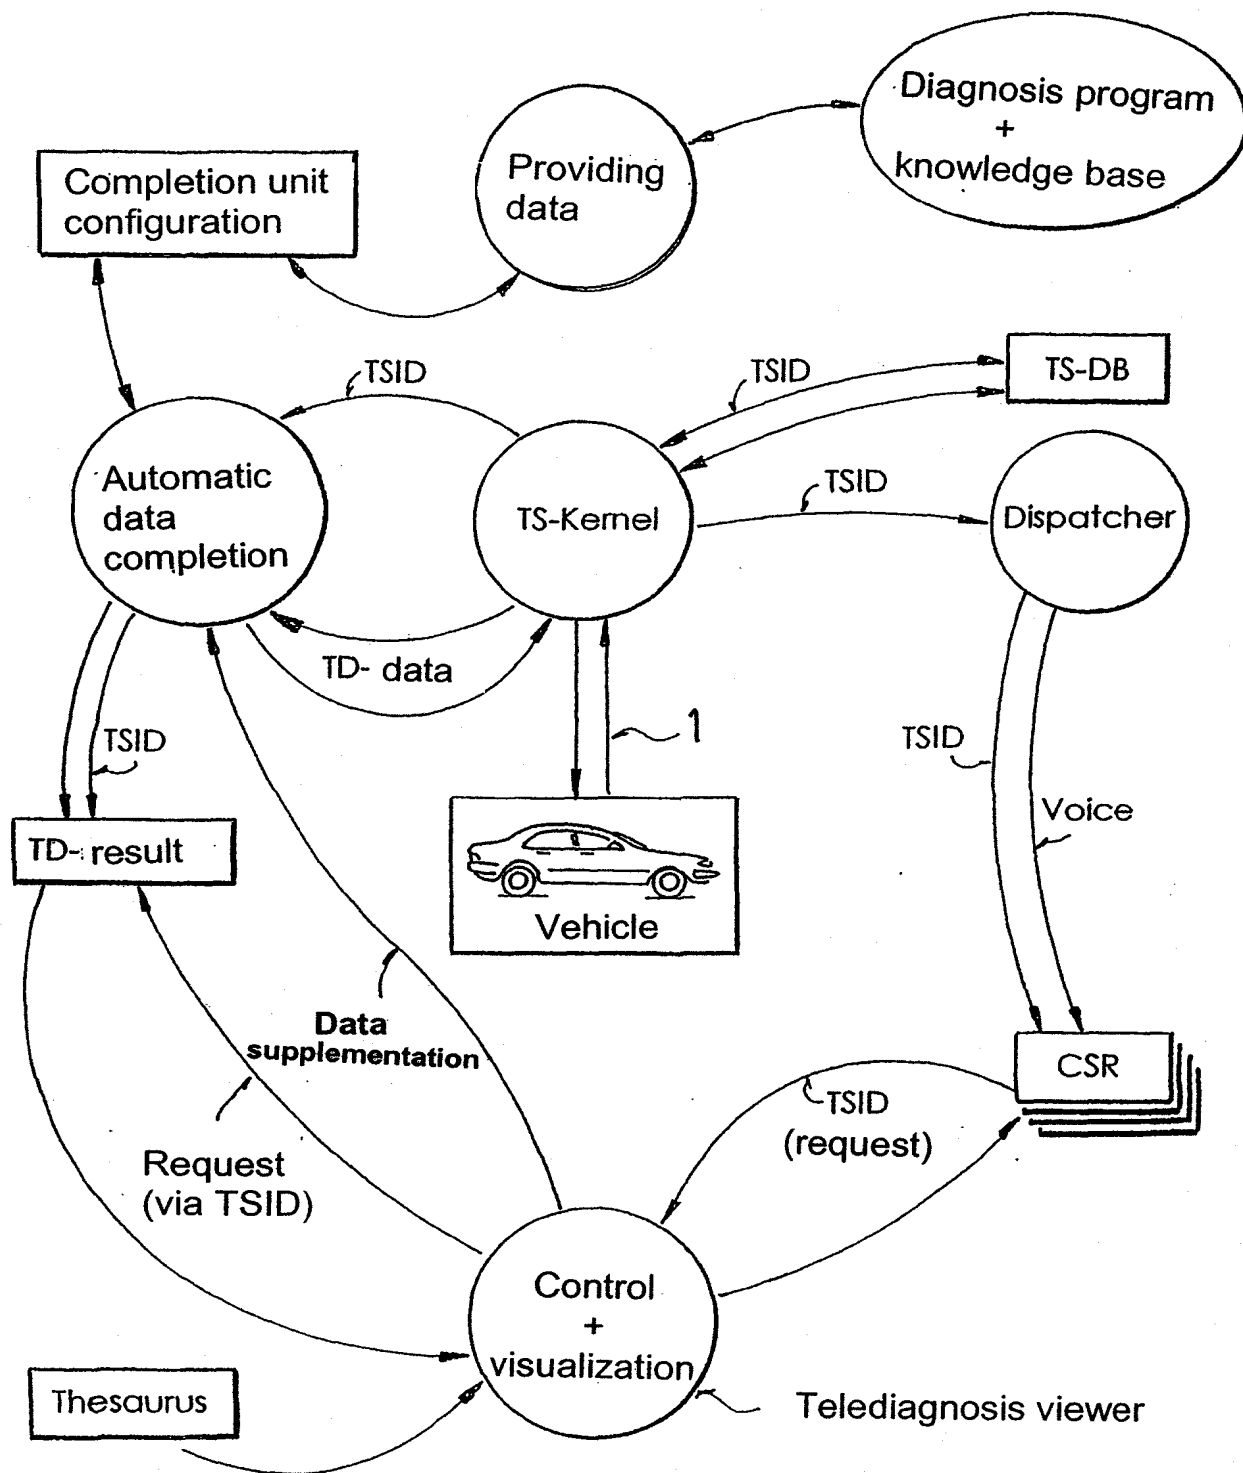 Diagnosis program
+
knowledge base
Providing
data
Completion unit
configuration
TSID
TSID
TS-DB
Automatic
data
completion
TS-Kernel
TSID
Dispatcher
TD- data
1
TSID
TSID
Voice
TD- result
Vehicle
Data
supplementation
CSR
TSID
(request)
Request
(via TSID)
Control
+
visualization
Thesaurus
Telediagnosis viewer